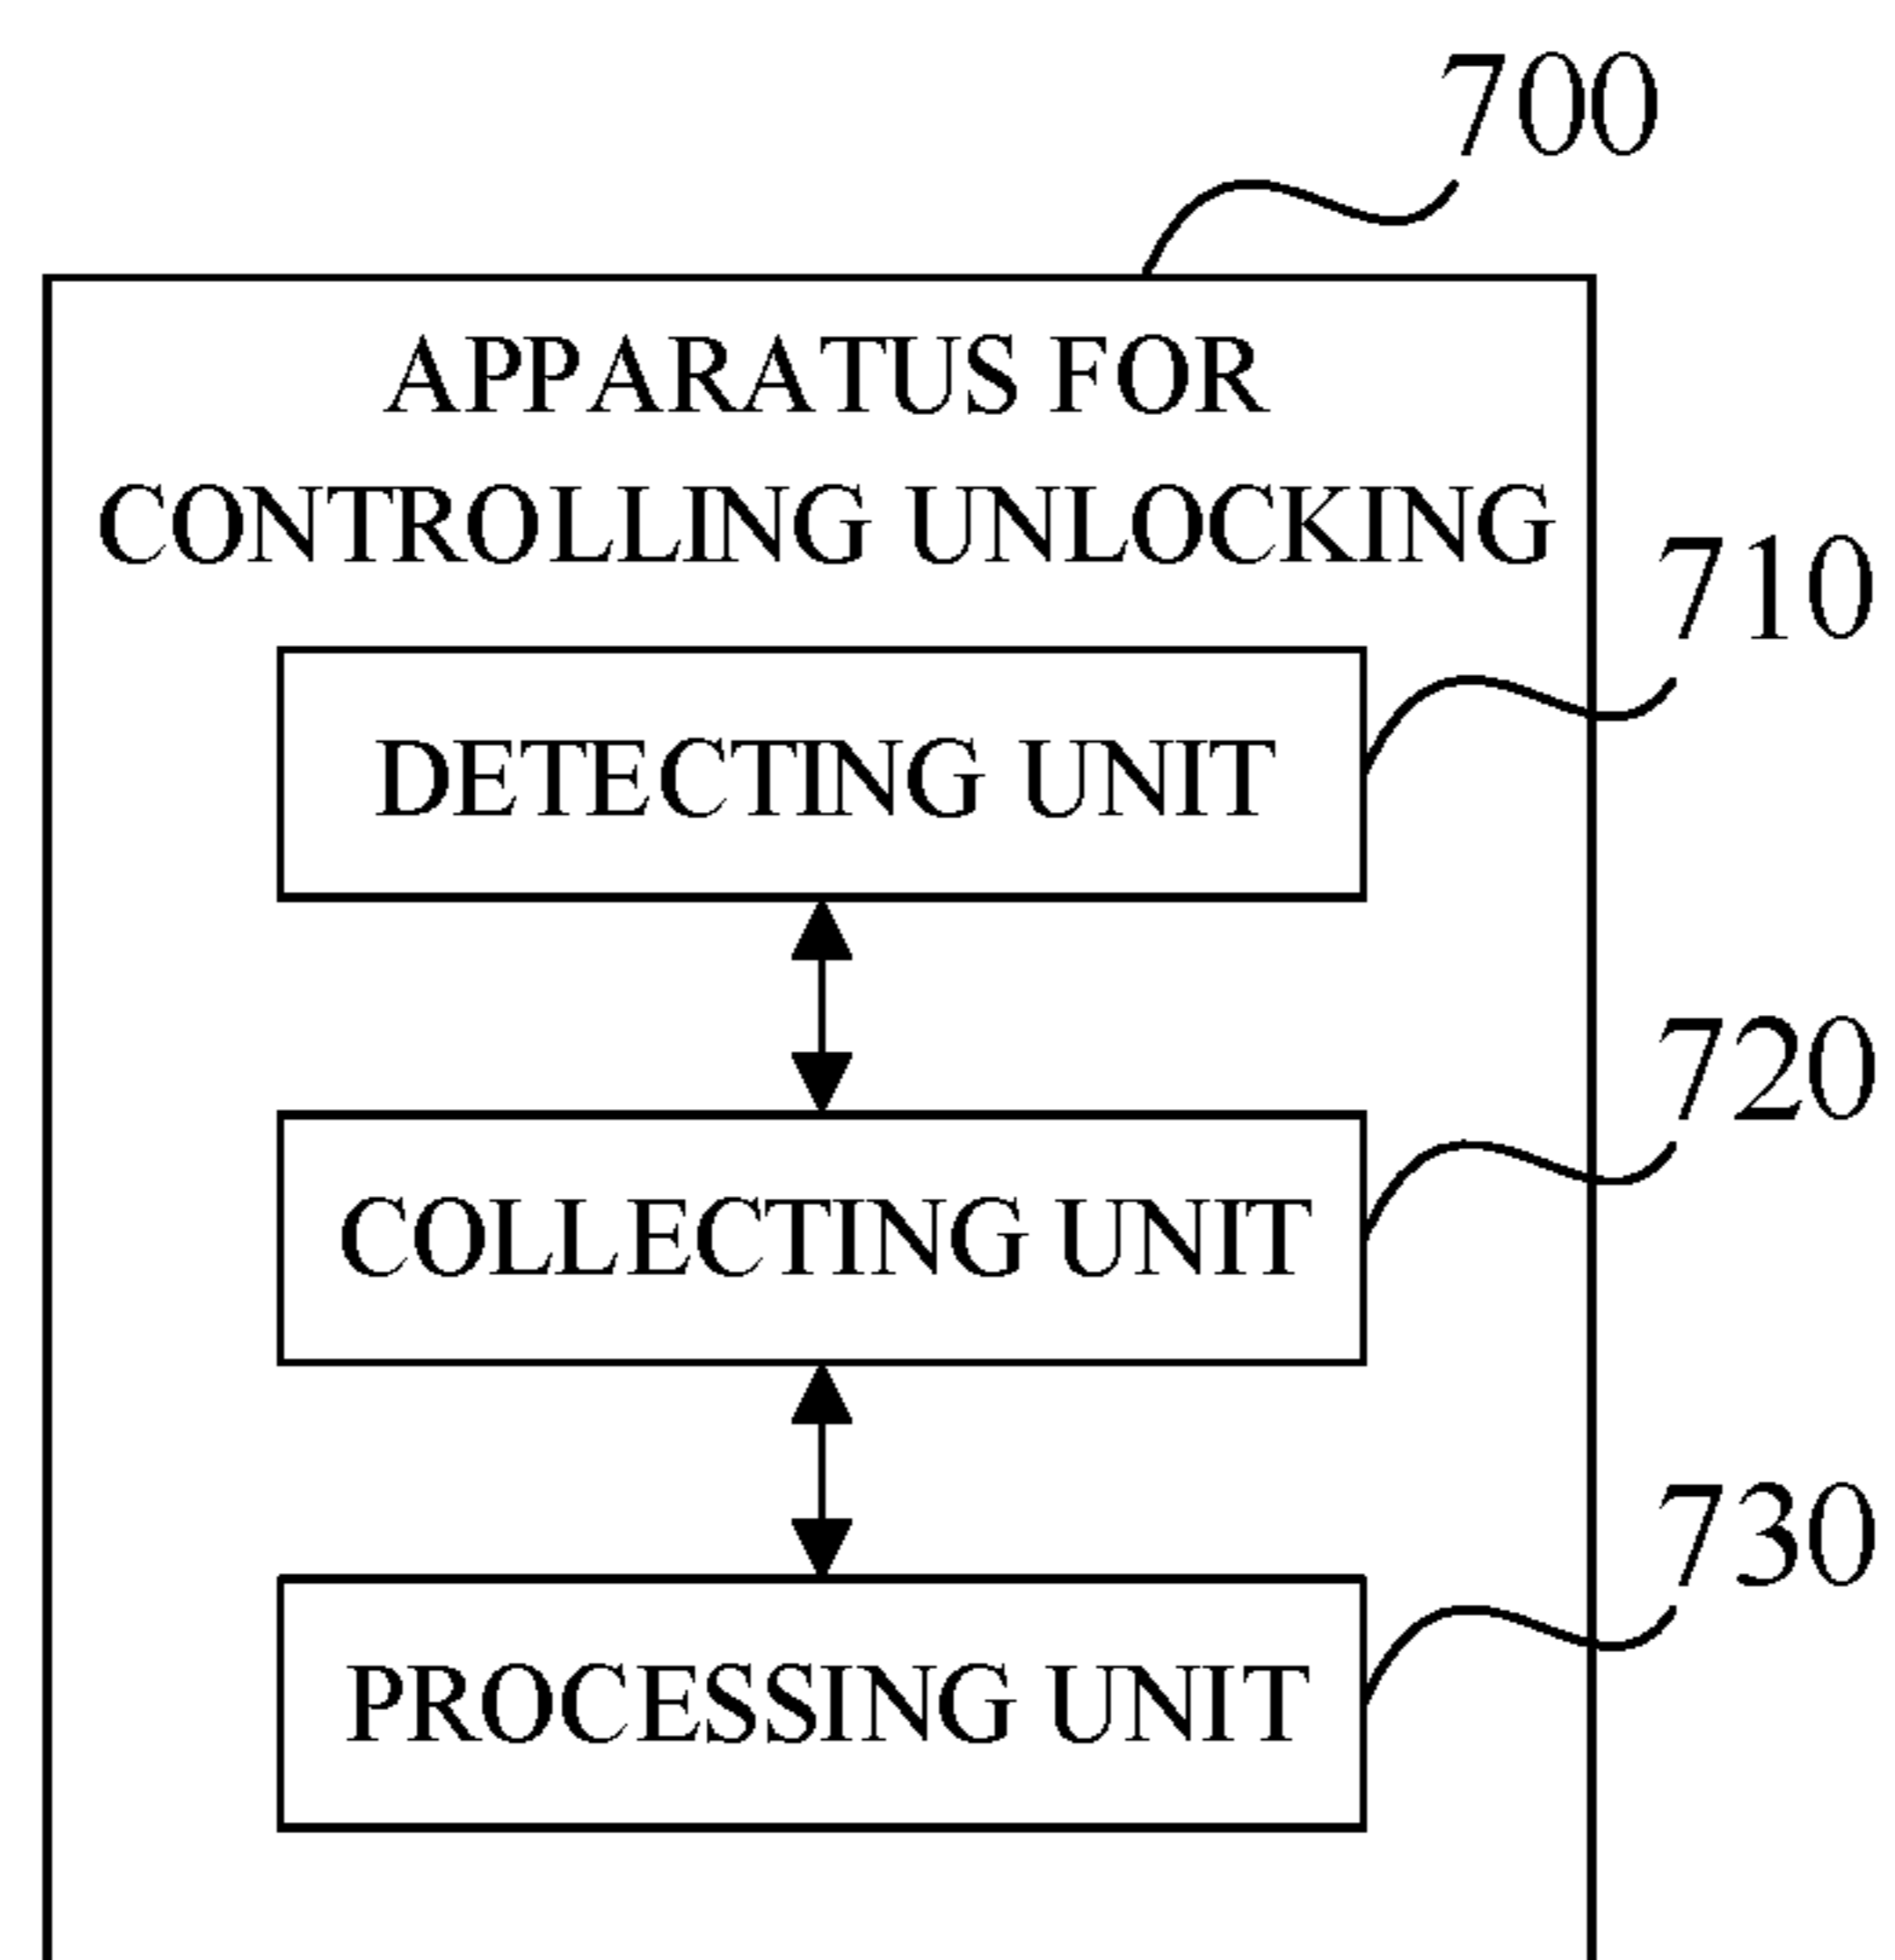 700
APPARATUS FOR
CONTROLLING UNLOCKING
710
DETECTING UNIT
720
COLLECTING UNIT
730
PROCESSING UNIT